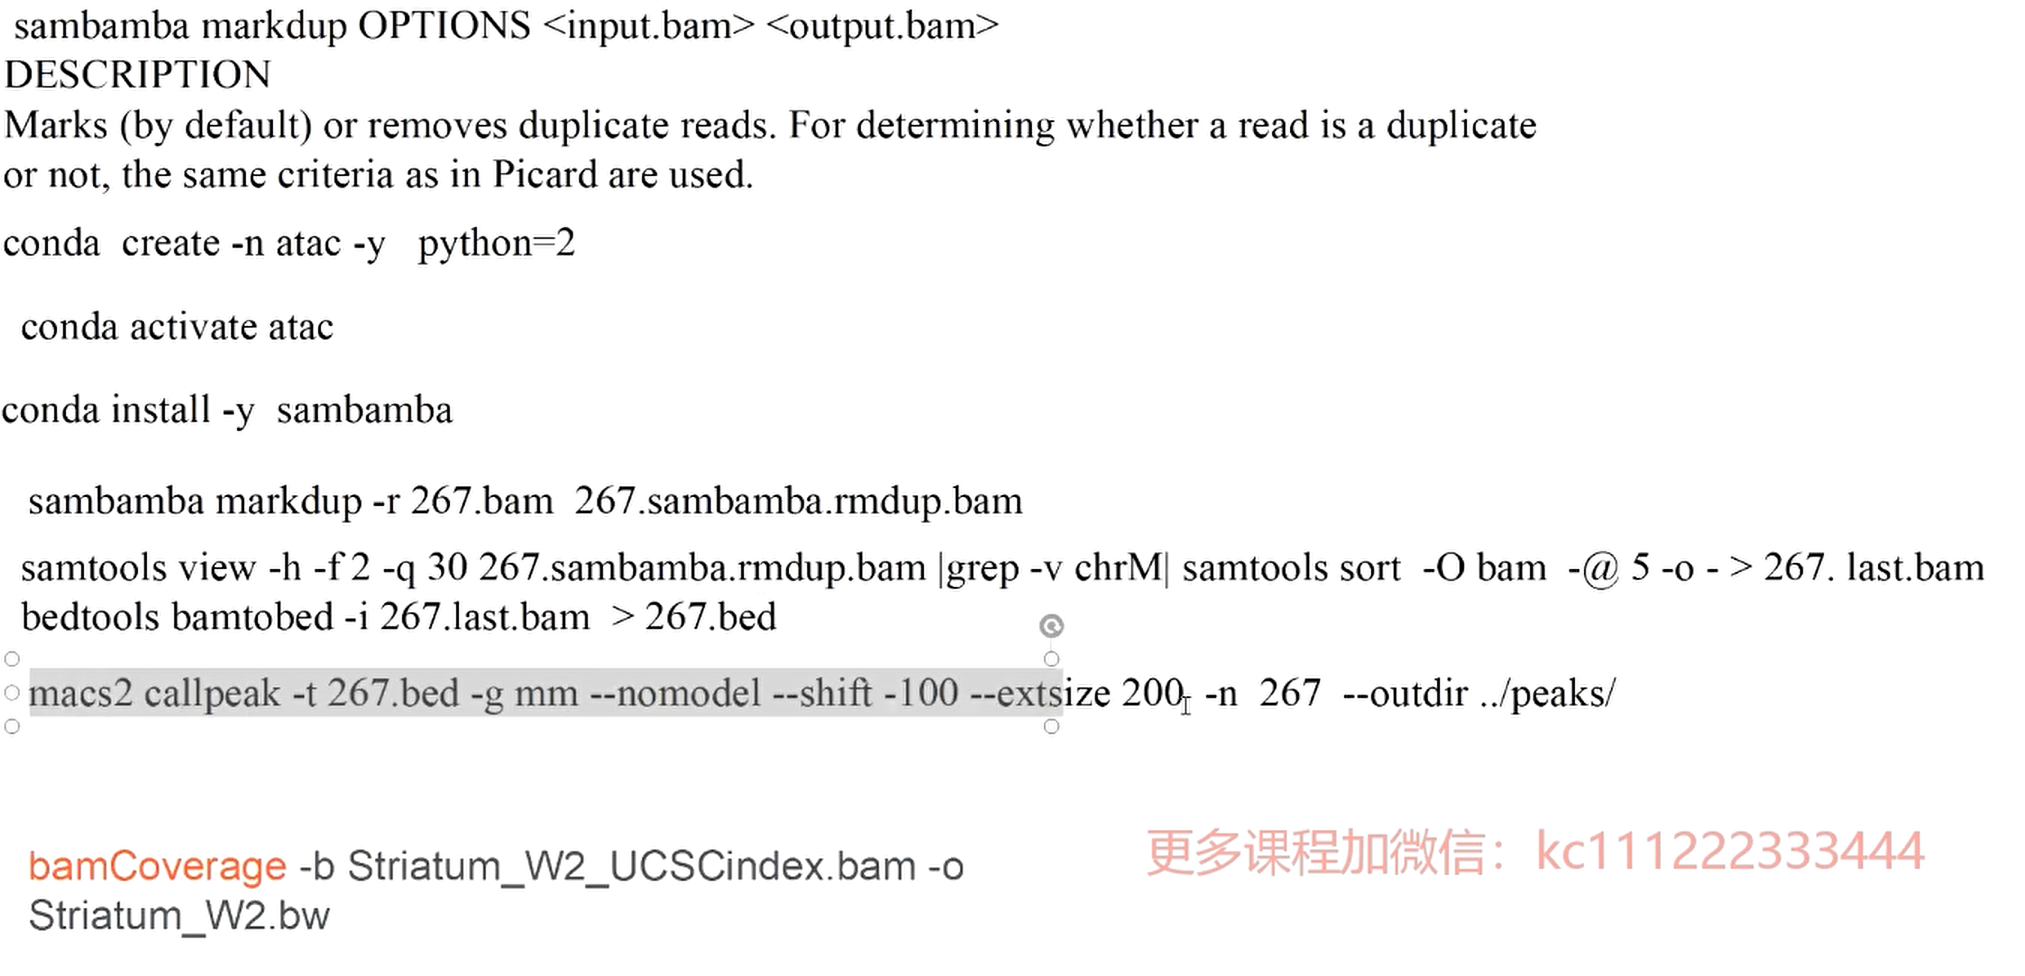 sambamba markdup OPTIONS <input.bam> <output.bam>
DESCRIPTION
Marks (by default) or removes duplicate reads. For determining whether a read is a duplicate
or not, the same criteria as in Picard are used.
conda  create -n atac -y   python=2
conda activate atac
conda install -y  sambamba
sambamba markdup -r 267.bam  267.sambamba.rmdup.bam
samtools view -h -f 2 -q 30 267.sambamba.rmdup.bam |grep -v chrM| samtools sort  -O bam  -@ 5 -o - > 267. last.bam
bedtools bamtobed -i 267.last.bam  > 267.bed
macs2 callpeak -t 267.bed -g mm --nomodel --shift -100 --extsize 200  -n  267  --outdir ../peaks/
更多课程加微信：kc111222333444
bamCoverage -b Striatum_W2_UCSCindex.bam -o
Striatum_W2.bw